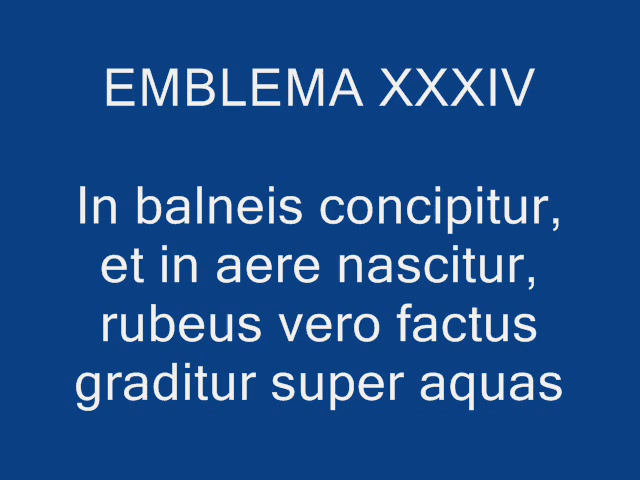 EMBLEMA XXXIV
In balneis concipitur,
et in aere nascitur,
rubeus vero factus
graditur super aquas